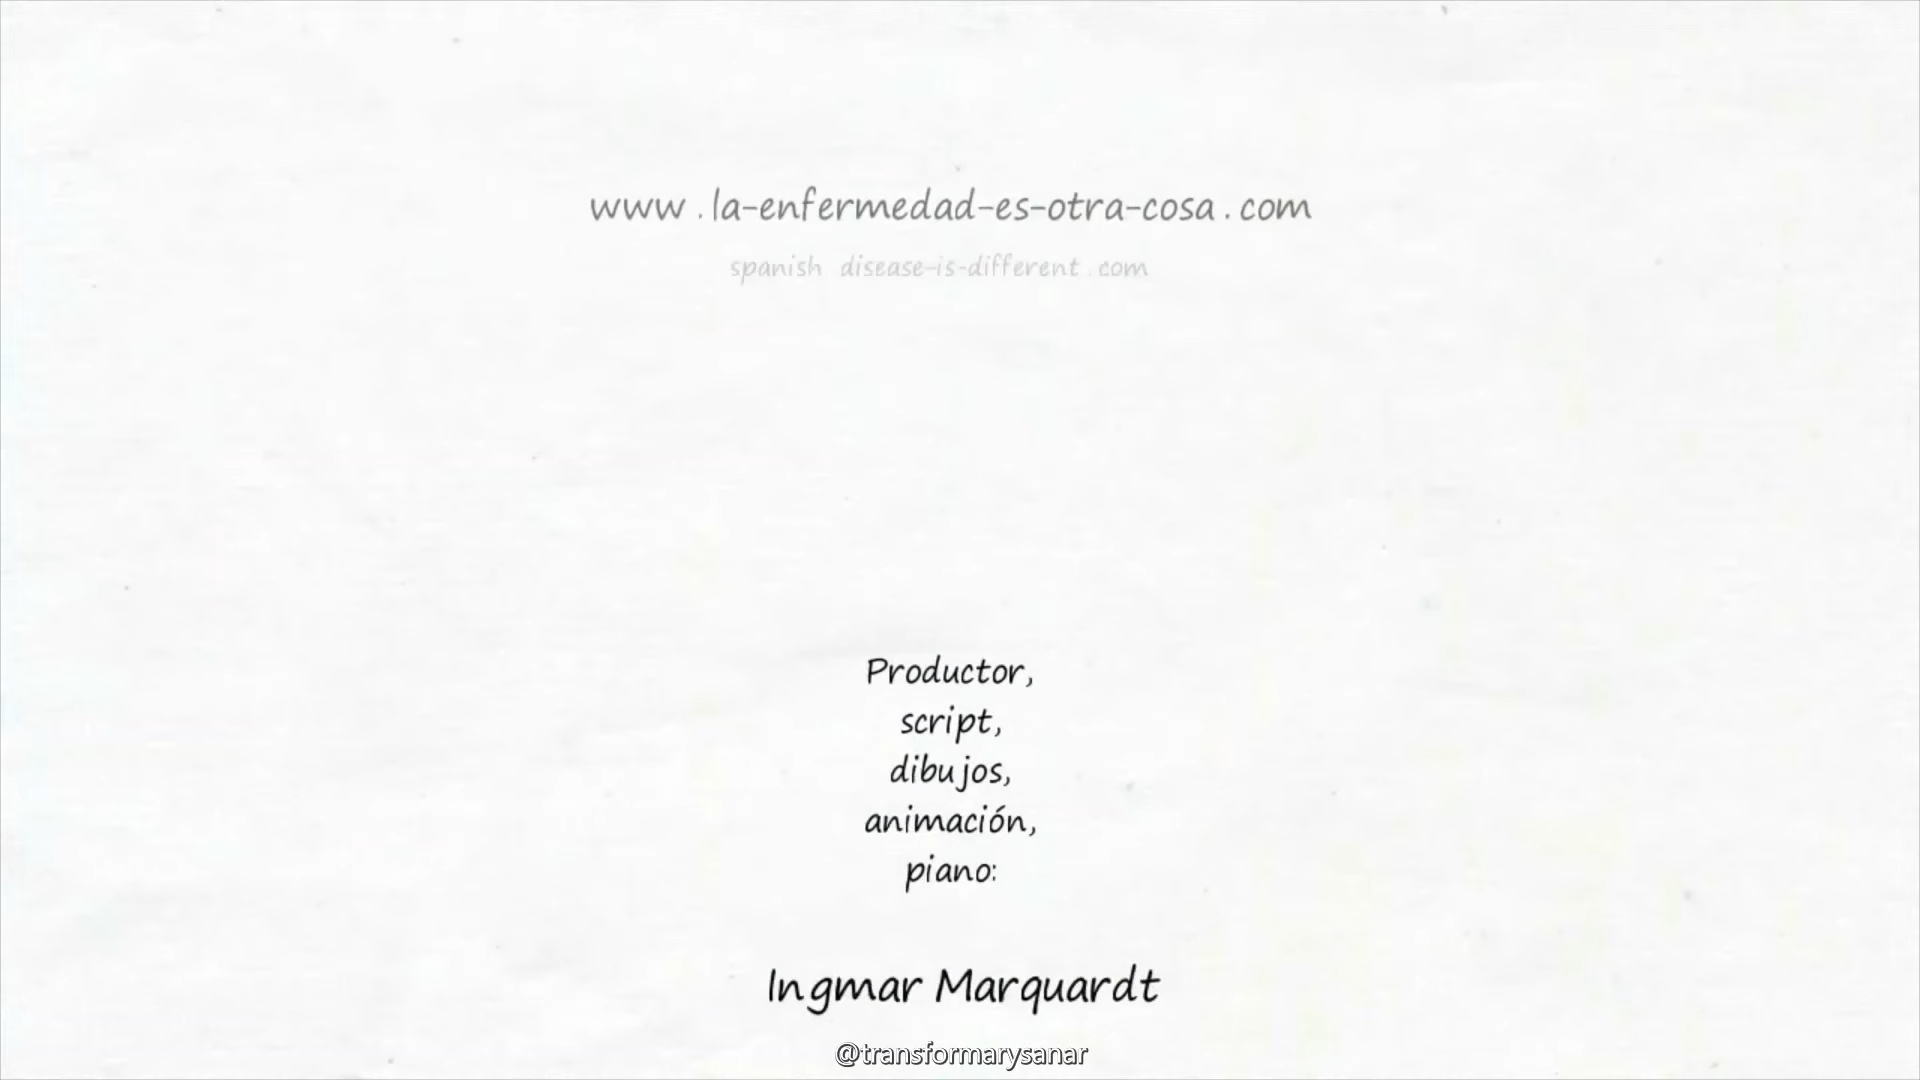 www.la-enfermedad-es-otra-cosa.com
spanish disease-is-different.com
Productor,
script,
dibujos,
animación,
piano:
Ingmar Marquardt
@transformarysanar